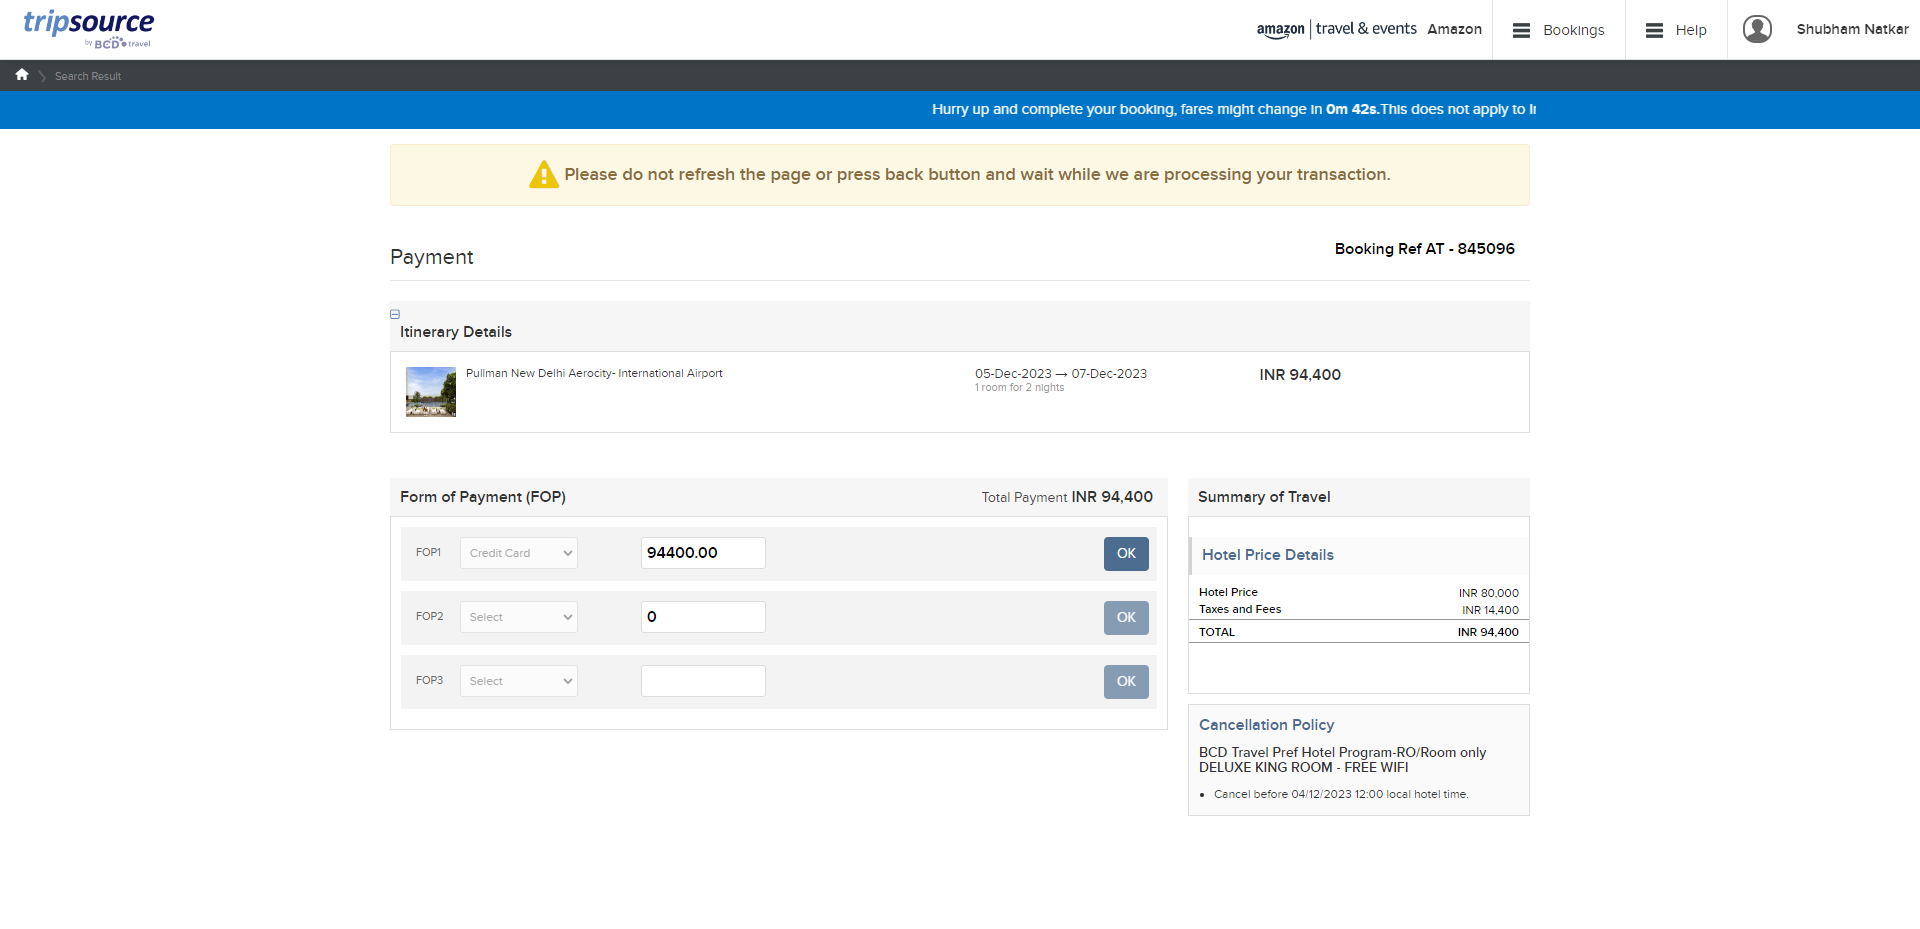 tripsource
by BCD travel
amazon | travel & events Amazon
Bookings
Help
Shubham Natkar
Search Result
Hurry up and complete your booking, fares might change in 0m 42s.This does not apply to
Please do not refresh the page or press back button and wait while we are processing your transaction.
Payment
Booking Ref AT - 845096
Itinerary Details
Pullman New Delhi Aerocity- International Airport
05-Dec-2023 → 07-Dec-2023
1 room for 2 nights
INR 94,400
Form of Payment (FOP)
Total Payment INR 94,400
FOP1 Credit Card 94400.00 OK
FOP2 Select 0 OK
FOP3 Select OK
Summary of Travel
Hotel Price Details
Hotel Price INR 80,000
Taxes and Fees INR 14,400
TOTAL INR 94,400
Cancellation Policy
BCD Travel Pref Hotel Program-RO/Room only
DELUXE KING ROOM - FREE WIFI
• Cancel before 04/12/2023 12:00 local hotel time.